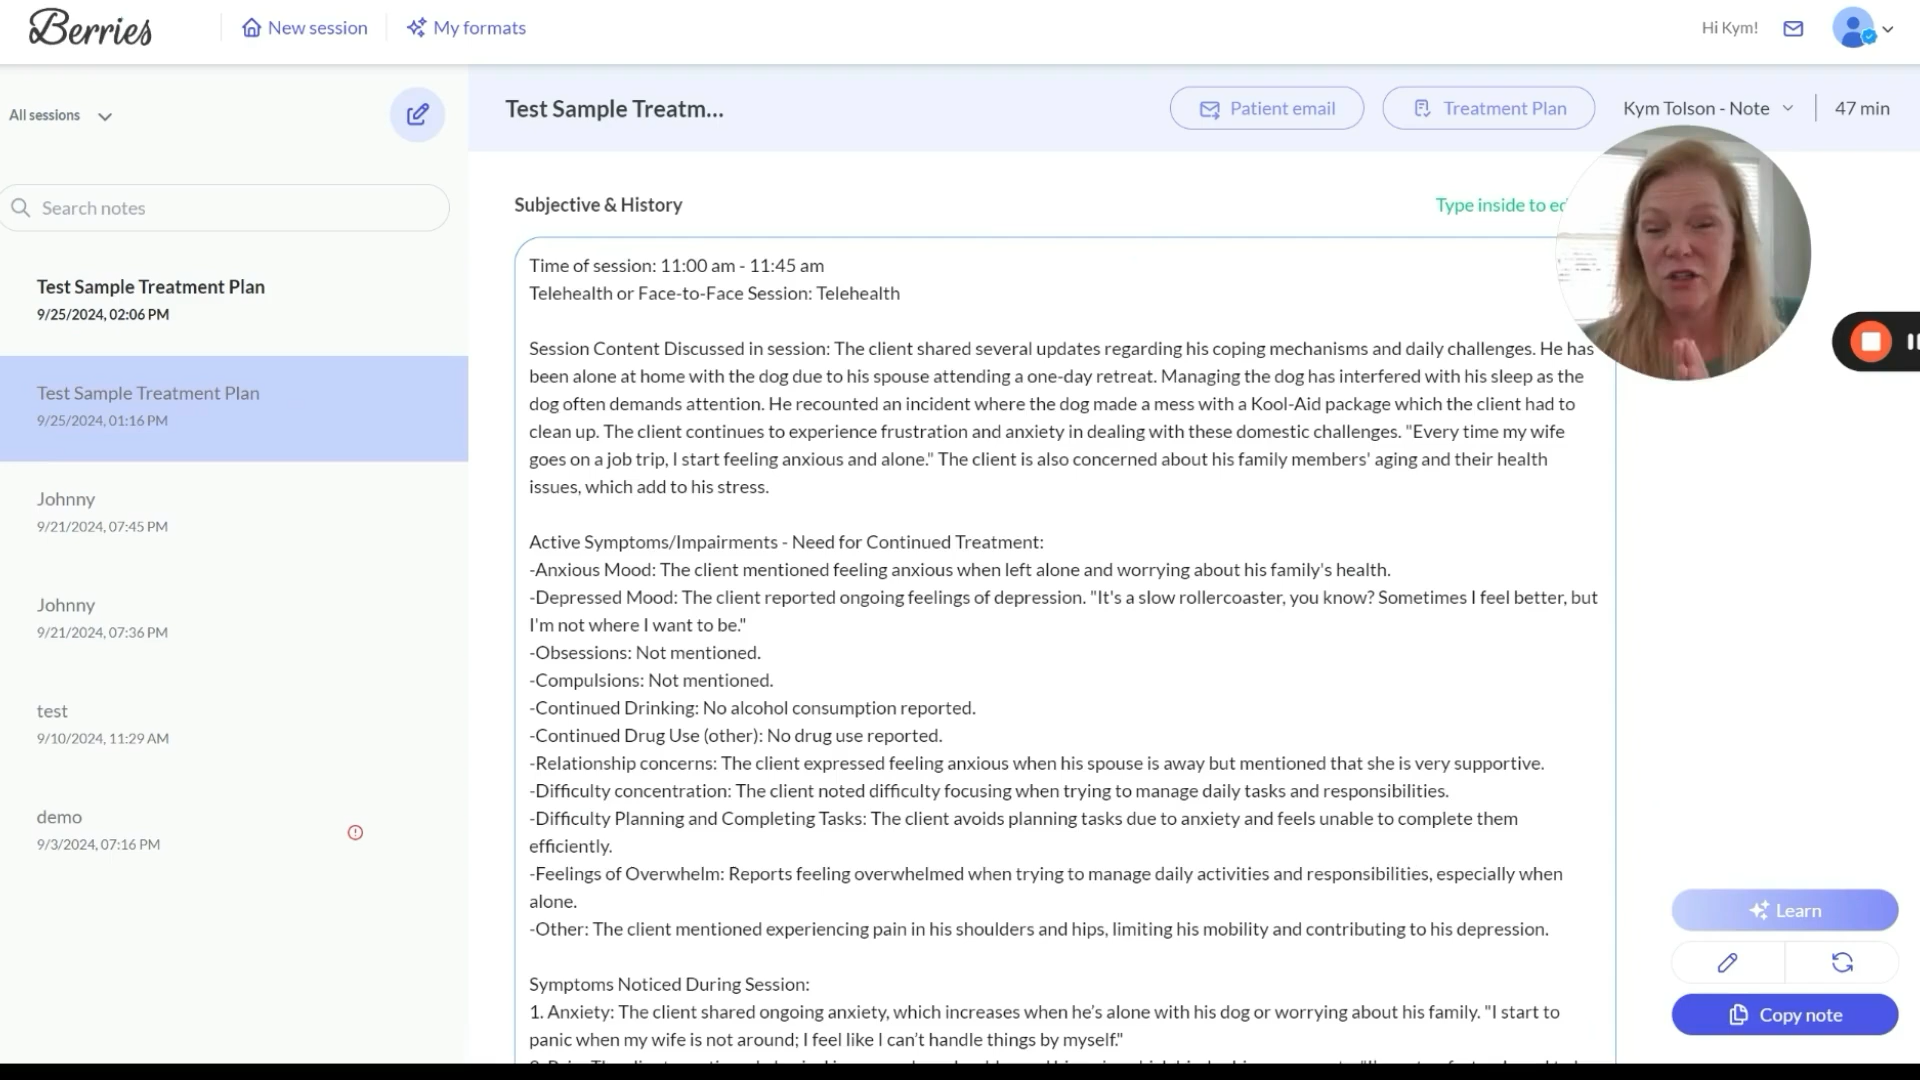 Berries
New session
My formats
Hi Kym!
All sessions
Test Sample Treatm...
Patient email
Treatment Plan
Kym Tolson - Note
47 min
Search notes
Test Sample Treatment Plan
9/25/2024, 02:06 PM
Test Sample Treatment Plan
9/25/2024, 01:16 PM
Johnny
9/21/2024, 07:45 PM
Johnny
9/21/2024, 07:36 PM
test
9/10/2024, 11:29 AM
demo
9/3/2024, 07:16 PM
Subjective & History
Type inside to
Time of session: 11:00 am - 11:45 am
Telehealth or Face-to-Face Session: Telehealth
Session Content Discussed in session: The client shared several updates regarding his coping mechanisms and daily challenges. He has
been alone at home with the dog due to his spouse attending a one-day retreat. Managing the dog has interfered with his sleep as the
dog often demands attention. He recounted an incident where the dog made a mess with a Kool-Aid package which the client had to
clean up. The client continues to experience frustration and anxiety in dealing with these domestic challenges. "Every time my wife
goes on a job trip, I start feeling anxious and alone." The client is also concerned about his family members' aging and their health
issues, which add to his stress.
Active Symptoms/Impairments - Need for Continued Treatment:
-Anxious Mood: The client mentioned feeling anxious when left alone and worrying about his family's health.
-Depressed Mood: The client reported ongoing feelings of depression. "It's a slow rollercoaster, you know? Sometimes I feel better, but
I'm not where I want to be."
-Obsessions: Not mentioned.
-Compulsions: Not mentioned.
-Continued Drinking: No alcohol consumption reported.
-Continued Drug Use (other): No drug use reported.
-Relationship concerns: The client expressed feeling anxious when his spouse is away but mentioned that she is very supportive.
-Difficulty concentration: The client noted difficulty focusing when trying to manage daily tasks and responsibilities.
-Difficulty Planning and Completing Tasks: The client avoids planning tasks due to anxiety and feels unable to complete them
efficiently.
-Feelings of Overwhelm: Reports feeling overwhelmed when trying to manage daily activities and responsibilities, especially when
alone.
-Other: The client mentioned experiencing pain in his shoulders and hips, limiting his mobility and contributing to his depression.
Symptoms Noticed During Session:
1. Anxiety: The client shared ongoing anxiety, which increases when he's alone with his dog or worrying about his family. "I start to
panic when my wife is not around; I feel like I can't handle things by myself."
Learn
Copy note